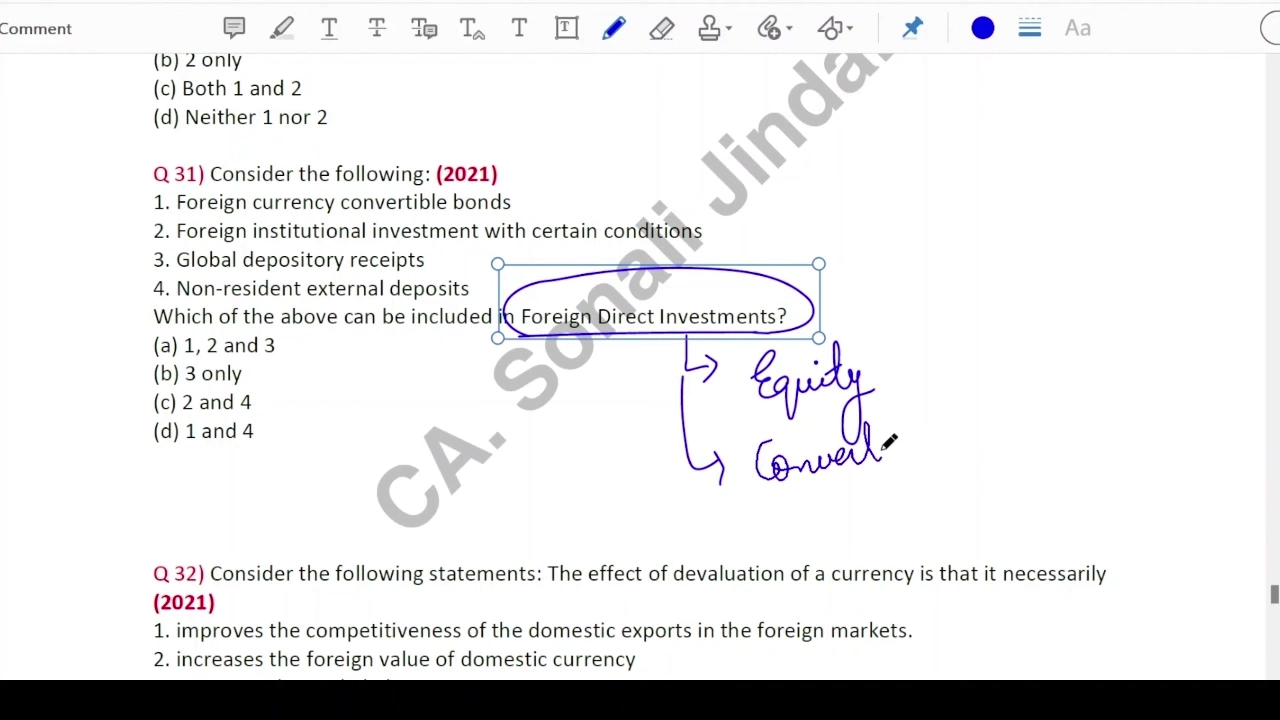 Comment
Aa
(b) 2 only
(c) Both 1 and 2
(d) Neither 1 nor 2
Q 31) Consider the following: (2021)
1. Foreign currency convertible bonds
2. Foreign institutional investment with certain conditions
3. Global depository receipts
4. Non-resident external deposits
Which of the above can be included in Foreign Direct Investments?
(a) 1, 2 and 3
(b) 3 only
(c) 2 and 4
(d) 1 and 4
Equity
Convert
CA. Sonali Jindal
Q 32) Consider the following statements: The effect of devaluation of a currency is that it necessarily
(2021)
1. improves the competitiveness of the domestic exports in the foreign markets.
2. increases the foreign value of domestic currency